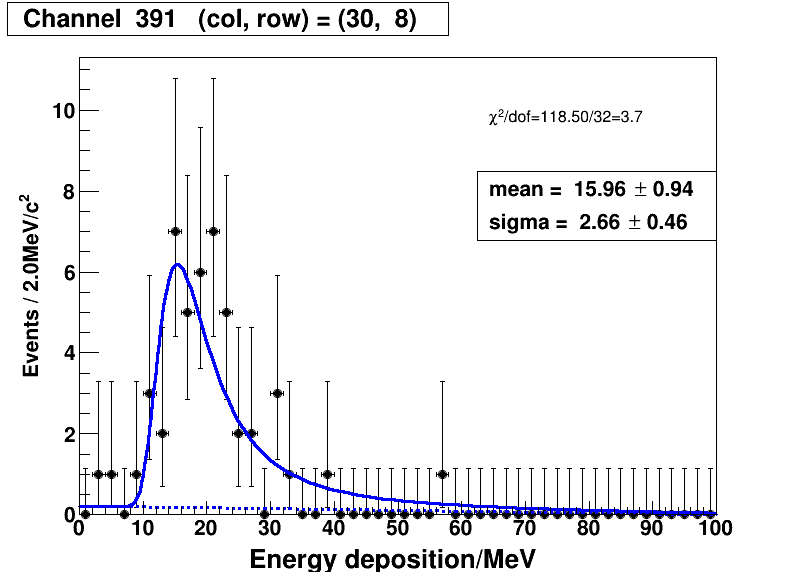 Channel 391 (col, row) = (30, 8)
χ²/dof=118.50/32=3.7
mean = 15.96 ± 0.94
sigma = 2.66 ± 0.46
Events / 2.0MeV/c²
10
8
6
4
2
0
0 10 20 30 40 50 60 70 80 90 100
Energy deposition/MeV